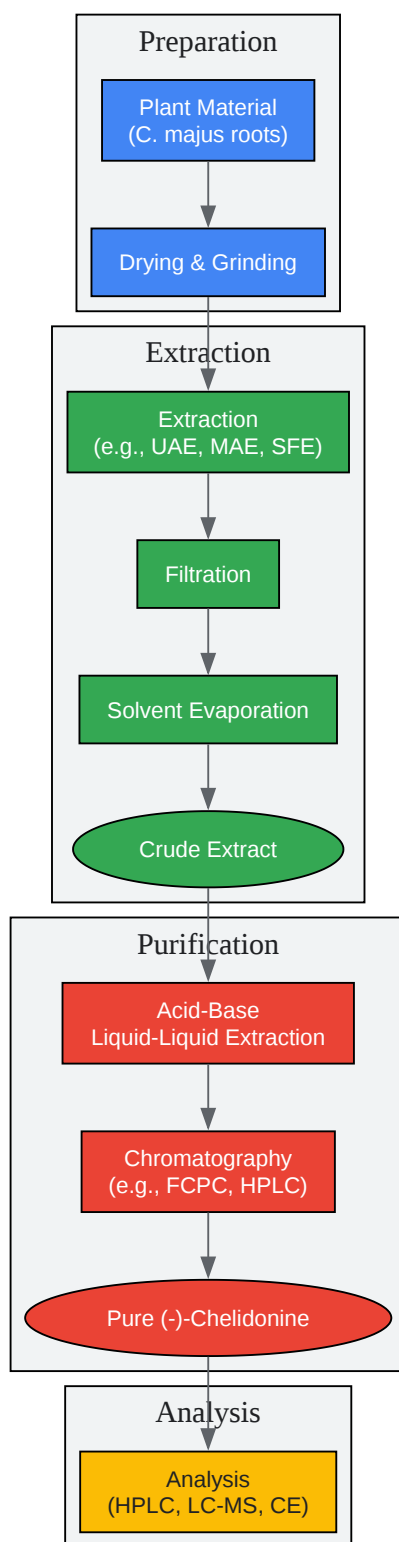 Preparation
Plant Material
(C. majus roots)
Drying & Grinding
Extraction
Extraction
(e.g., UAE, MAE, SFE)
Filtration
Solvent Evaporation
Crude Extract
Purification
Acid-Base
Liquid-Liquid Extraction
Chromatography
(e.g., FCPC, HPLC)
Pure (-)-Chelidonine
Analysis
Analysis
(HPLC, LC-MS, CE)